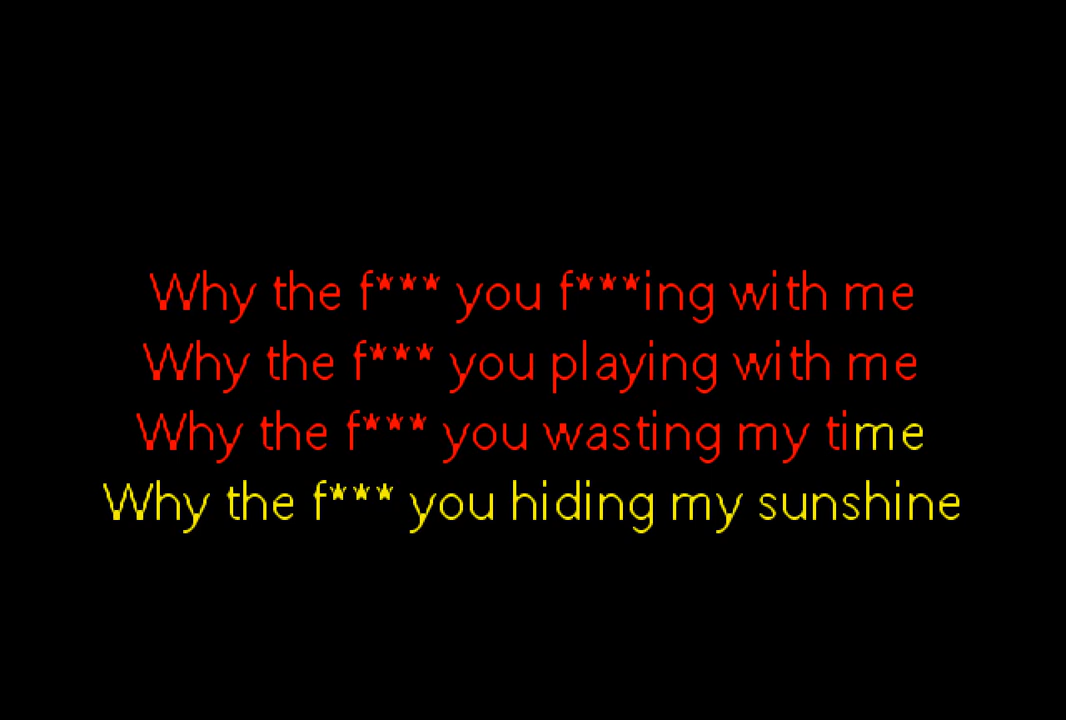 Why the f*** you f***ing with me
Why the f*** you playing with me
Why the f*** you wasting my time
Why the f*** you hiding my sunshine